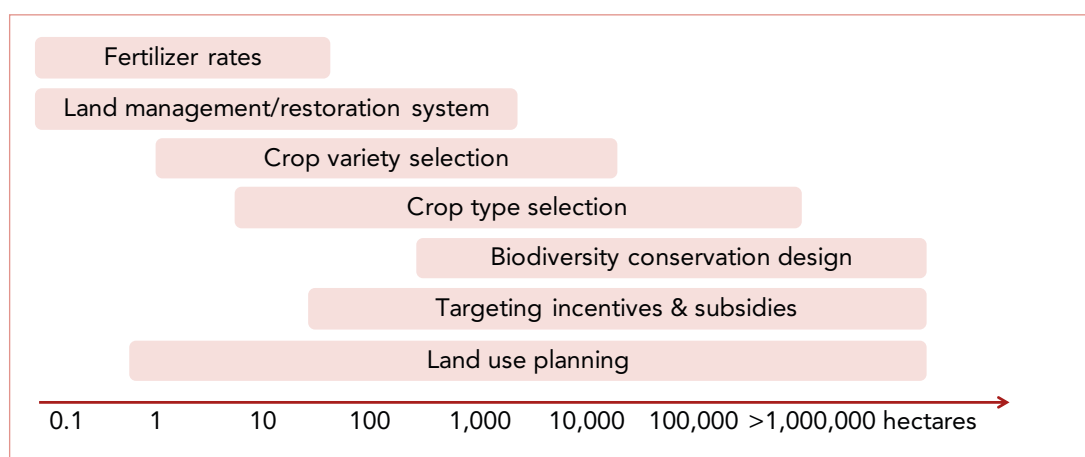 Fertilizer rates
Land management/restoration system
Crop variety selection
Crop type selection
Biodiversity conservation design
Targeting incentives & subsidies
Land use planning
0.1 1 10 100 1,000 10,000 100,000 >1,000,000 hectares